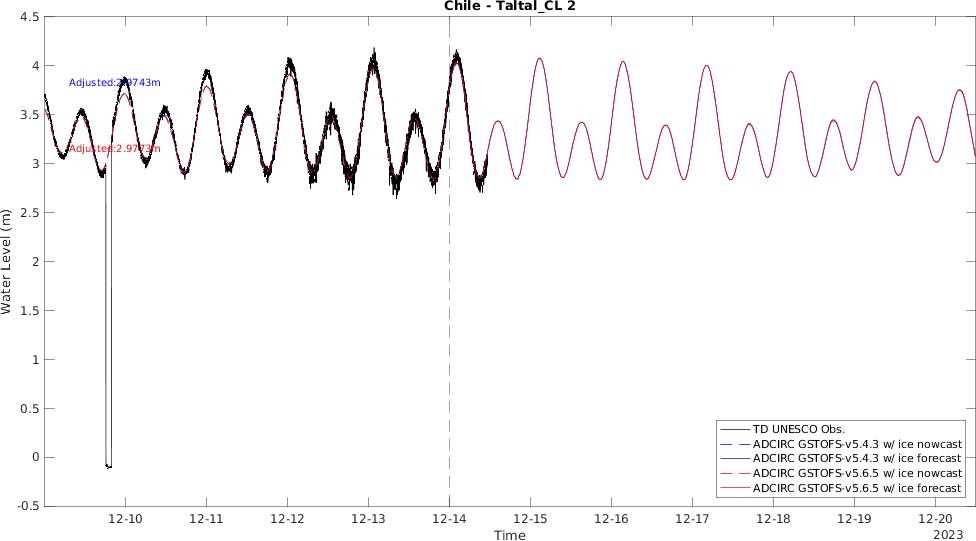 Chile - Taltal_CL 2
Water Level (m)
4.5
4
3.5
3
2.5
2
1.5
1
0.5
0
-0.5
Adjusted:2.9743m
Adjusted:2.9773m
TD UNESCO Obs.
ADCIRC GSTOFS-v5.4.3 w/ ice nowcast
ADCIRC GSTOFS-v5.4.3 w/ ice forecast
ADCIRC GSTOFS-v5.6.5 w/ ice nowcast
ADCIRC GSTOFS-v5.6.5 w/ ice forecast
12-10 12-11 12-12 12-13 12-14 12-15 12-16 12-17 12-18 12-19 12-20
Time
2023